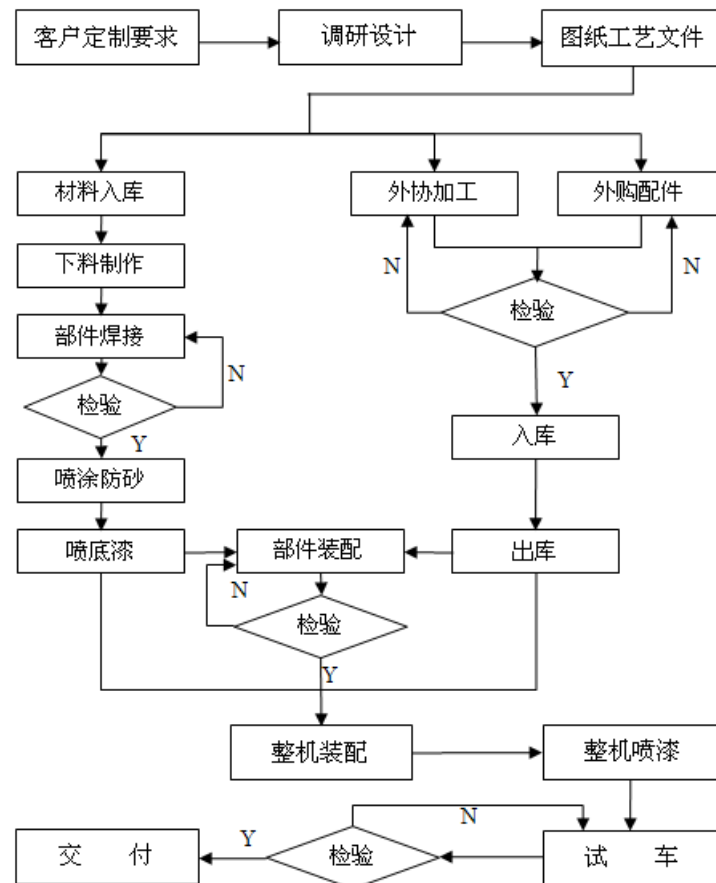 客户定制要求
调研设计
图纸工艺文件
材料入库
外协加工
外购配件
下料制作
N
N
检验
部件焊接
N
Y
检验
Y
入库
喷涂防砂
喷底漆
部件装配
出库
N
检验
Y
整机装配
整机喷漆
N
Y
交 付
检验
试 车